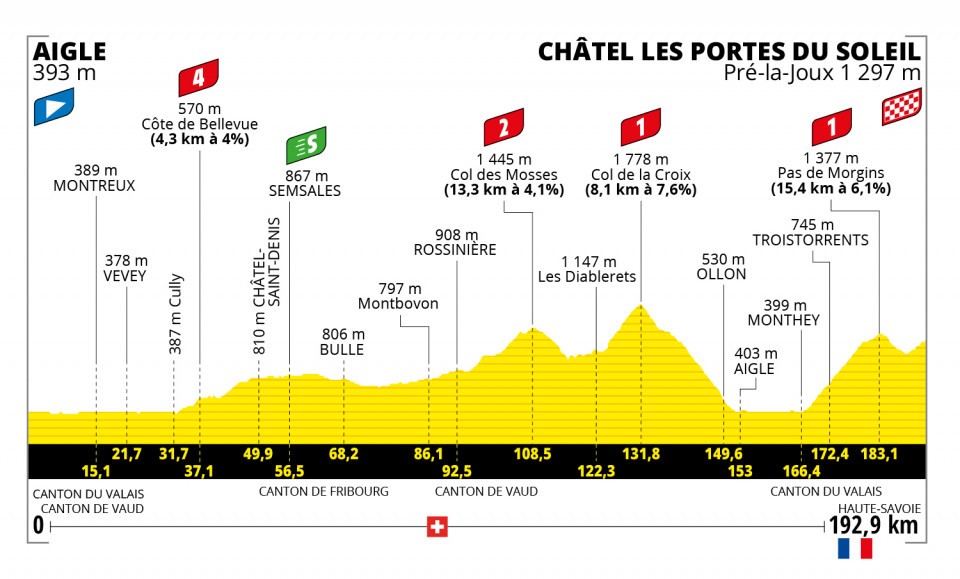 AIGLE
393 m
CHÂTEL LES PORTES DU SOLEIL
Pré-la-Joux 1 297 m
4
570 m
Côte de Bellevue
(4,3 km à 4%)
S
867 m
SEMSALES
2
1 445 m
Col des Mosses
(13,3 km à 4,1%)
1
1 778 m
Col de la Croix
(8,1 km à 7,6%)
1
1 377 m
Pas de Morgins
(15,4 km à 6,1%)
389 m
MONTREUX
378 m
VEVEY
387 m Cully
810 m CHÂTEL-
SAINT-DENIS
806 m
BULLE
797 m
Montbovon
908 m
ROSSINIÈRE
1 147 m
Les Diablerets
530 m
OLLON
403 m
AIGLE
399 m
MONTHEY
745 m
TROISTORRENTS
21,7 31,7 49,9 68,2 86,1 108,5 131,8 149,6 172,4 183,1
15,1 37,1 56,5 92,5 122,3 153 166,4
CANTON DU VALAIS
CANTON DE VAUD
CANTON DE FRIBOURG
CANTON DE VAUD
CANTON DU VALAIS
HAUTE-SAVOIE
0
192,9 km